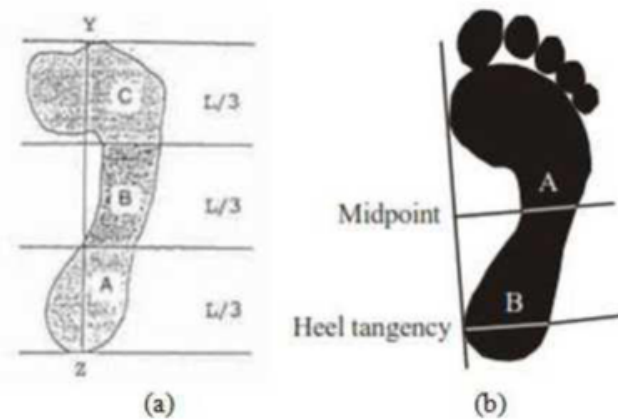 Y
C
L/3
B
L/3
A
L/3
Z
(a)
A
Midpoint
B
Heel tangency
(b)